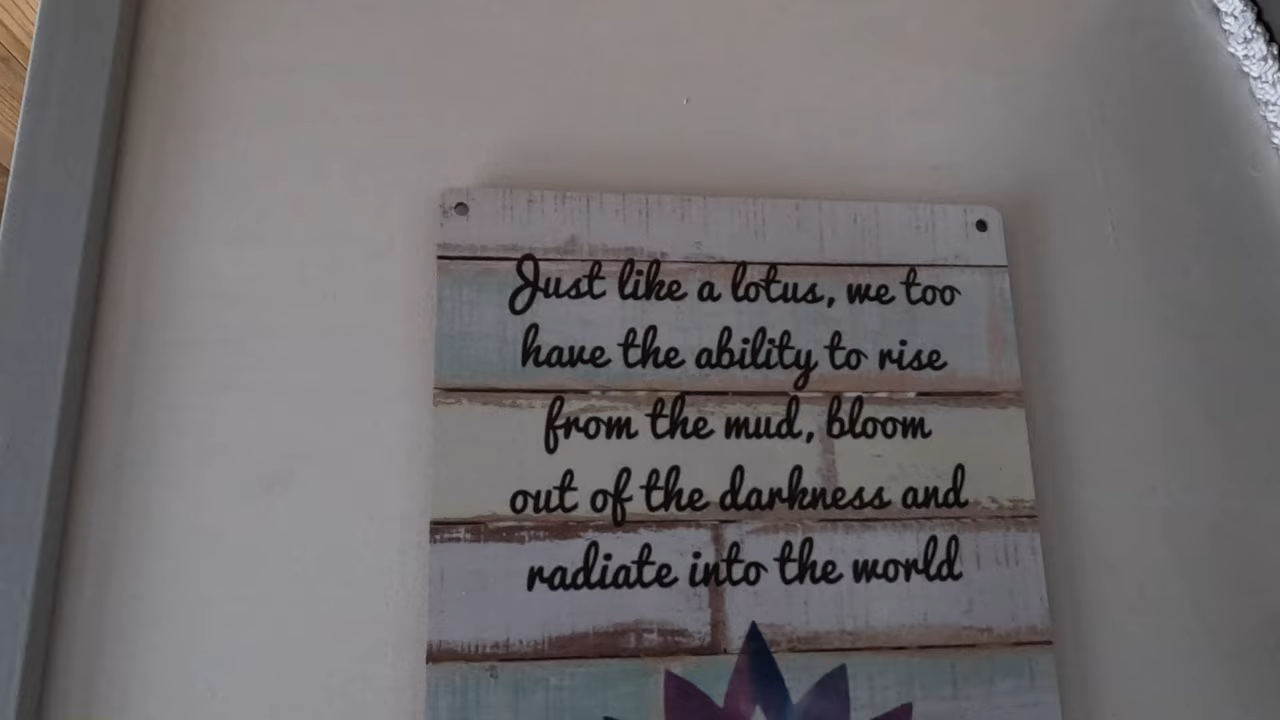 Just like a lotus, we too
have the ability to rise
from the mud, bloom
out of the darkness and
radiate into the world